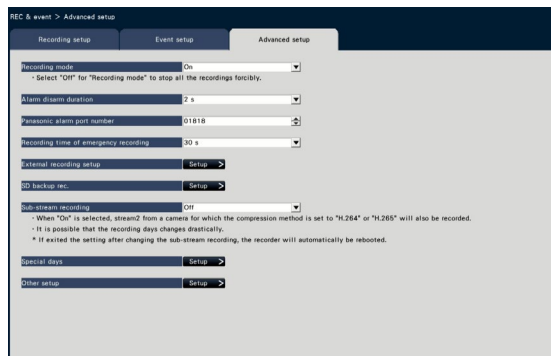 REC & event > Advanced setup
Recording setup
Event setup
Advanced setup
Recording mode On
・Select "Off" for "Recording mode" to stop all the recordings forcibly.
Alarm disarm duration 2 s
Panasonic alarm port number 01818
Recording time of emergency recording 30 s
External recording setup Setup >
SD backup rec. Setup >
Sub-stream recording Off
・When "On" is selected, stream2 from a camera for which the compression method is set to "H.264" or "H.265" will also be recorded.
・It is possible that the recording days changes drastically.
* If exited the setting after changing the sub-stream recording, the recorder will automatically be rebooted.
Special days Setup >
Other setup Setup >